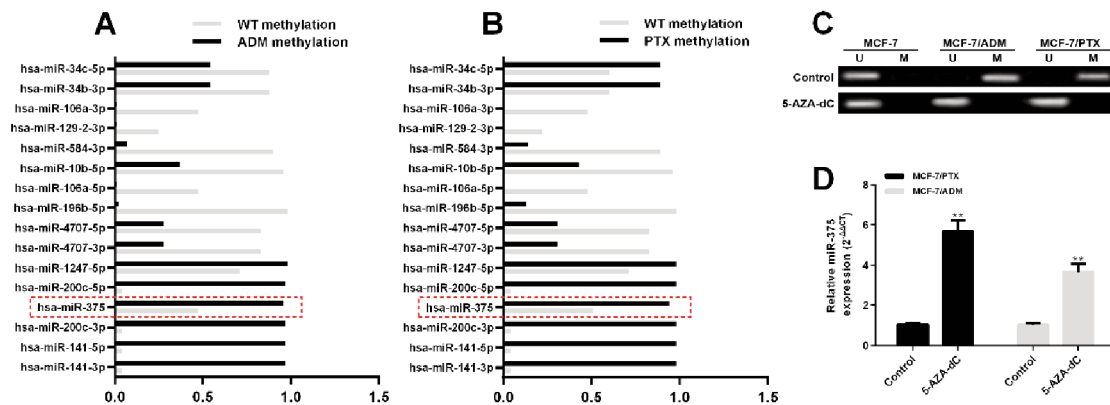 A
WT methylation
ADM methylation
hsa-miR-34c-5p
hsa-miR-34b-3p
hsa-miR-106a-3p
hsa-miR-129-2-3p
hsa-miR-584-3p
hsa-miR-10b-5p
hsa-miR-106a-5p
hsa-miR-196b-5p
hsa-miR-4707-5p
hsa-miR-4707-3p
hsa-miR-1247-5p
hsa-miR-200c-5p
hsa-miR-375
hsa-miR-200c-3p
hsa-miR-141-5p
hsa-miR-141-3p
0.0 0.5 1.0 1.5
B
WT methylation
PTX methylation
hsa-miR-34c-5p
hsa-miR-34b-3p
hsa-miR-106a-3p
hsa-miR-129-2-3p
hsa-miR-584-3p
hsa-miR-10b-5p
hsa-miR-106a-5p
hsa-miR-196b-5p
hsa-miR-4707-5p
hsa-miR-4707-3p
hsa-miR-1247-5p
hsa-miR-200c-5p
hsa-miR-375
hsa-miR-200c-3p
hsa-miR-141-5p
hsa-miR-141-3p
0.0 0.5 1.0 1.5
C
MCF-7 MCF-7/ADM MCF-7/PTX
U M U M U M
Control
5-AZA-dC
D
MCF-7/PTX
MCF-7/ADM
Relative miR-375
expression (2-ΔΔCT)
8
6
4
2
0
**
**
Control 5-AZA-dC Control 5-AZA-dC